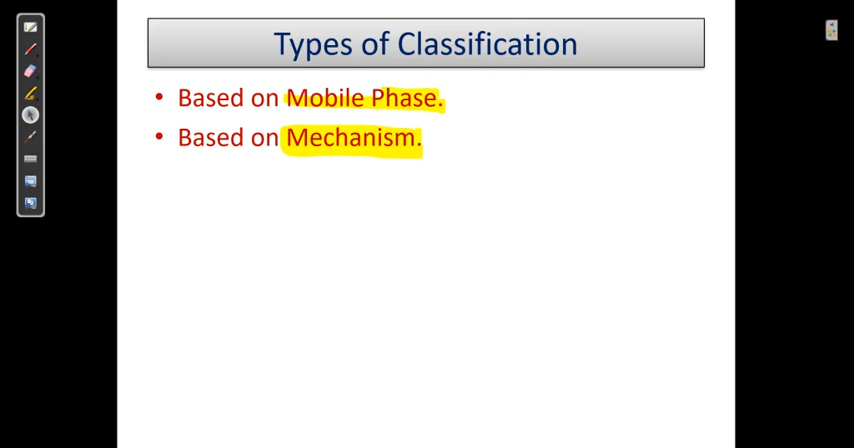 Types of Classification
• Based on Mobile Phase.
• Based on Mechanism.